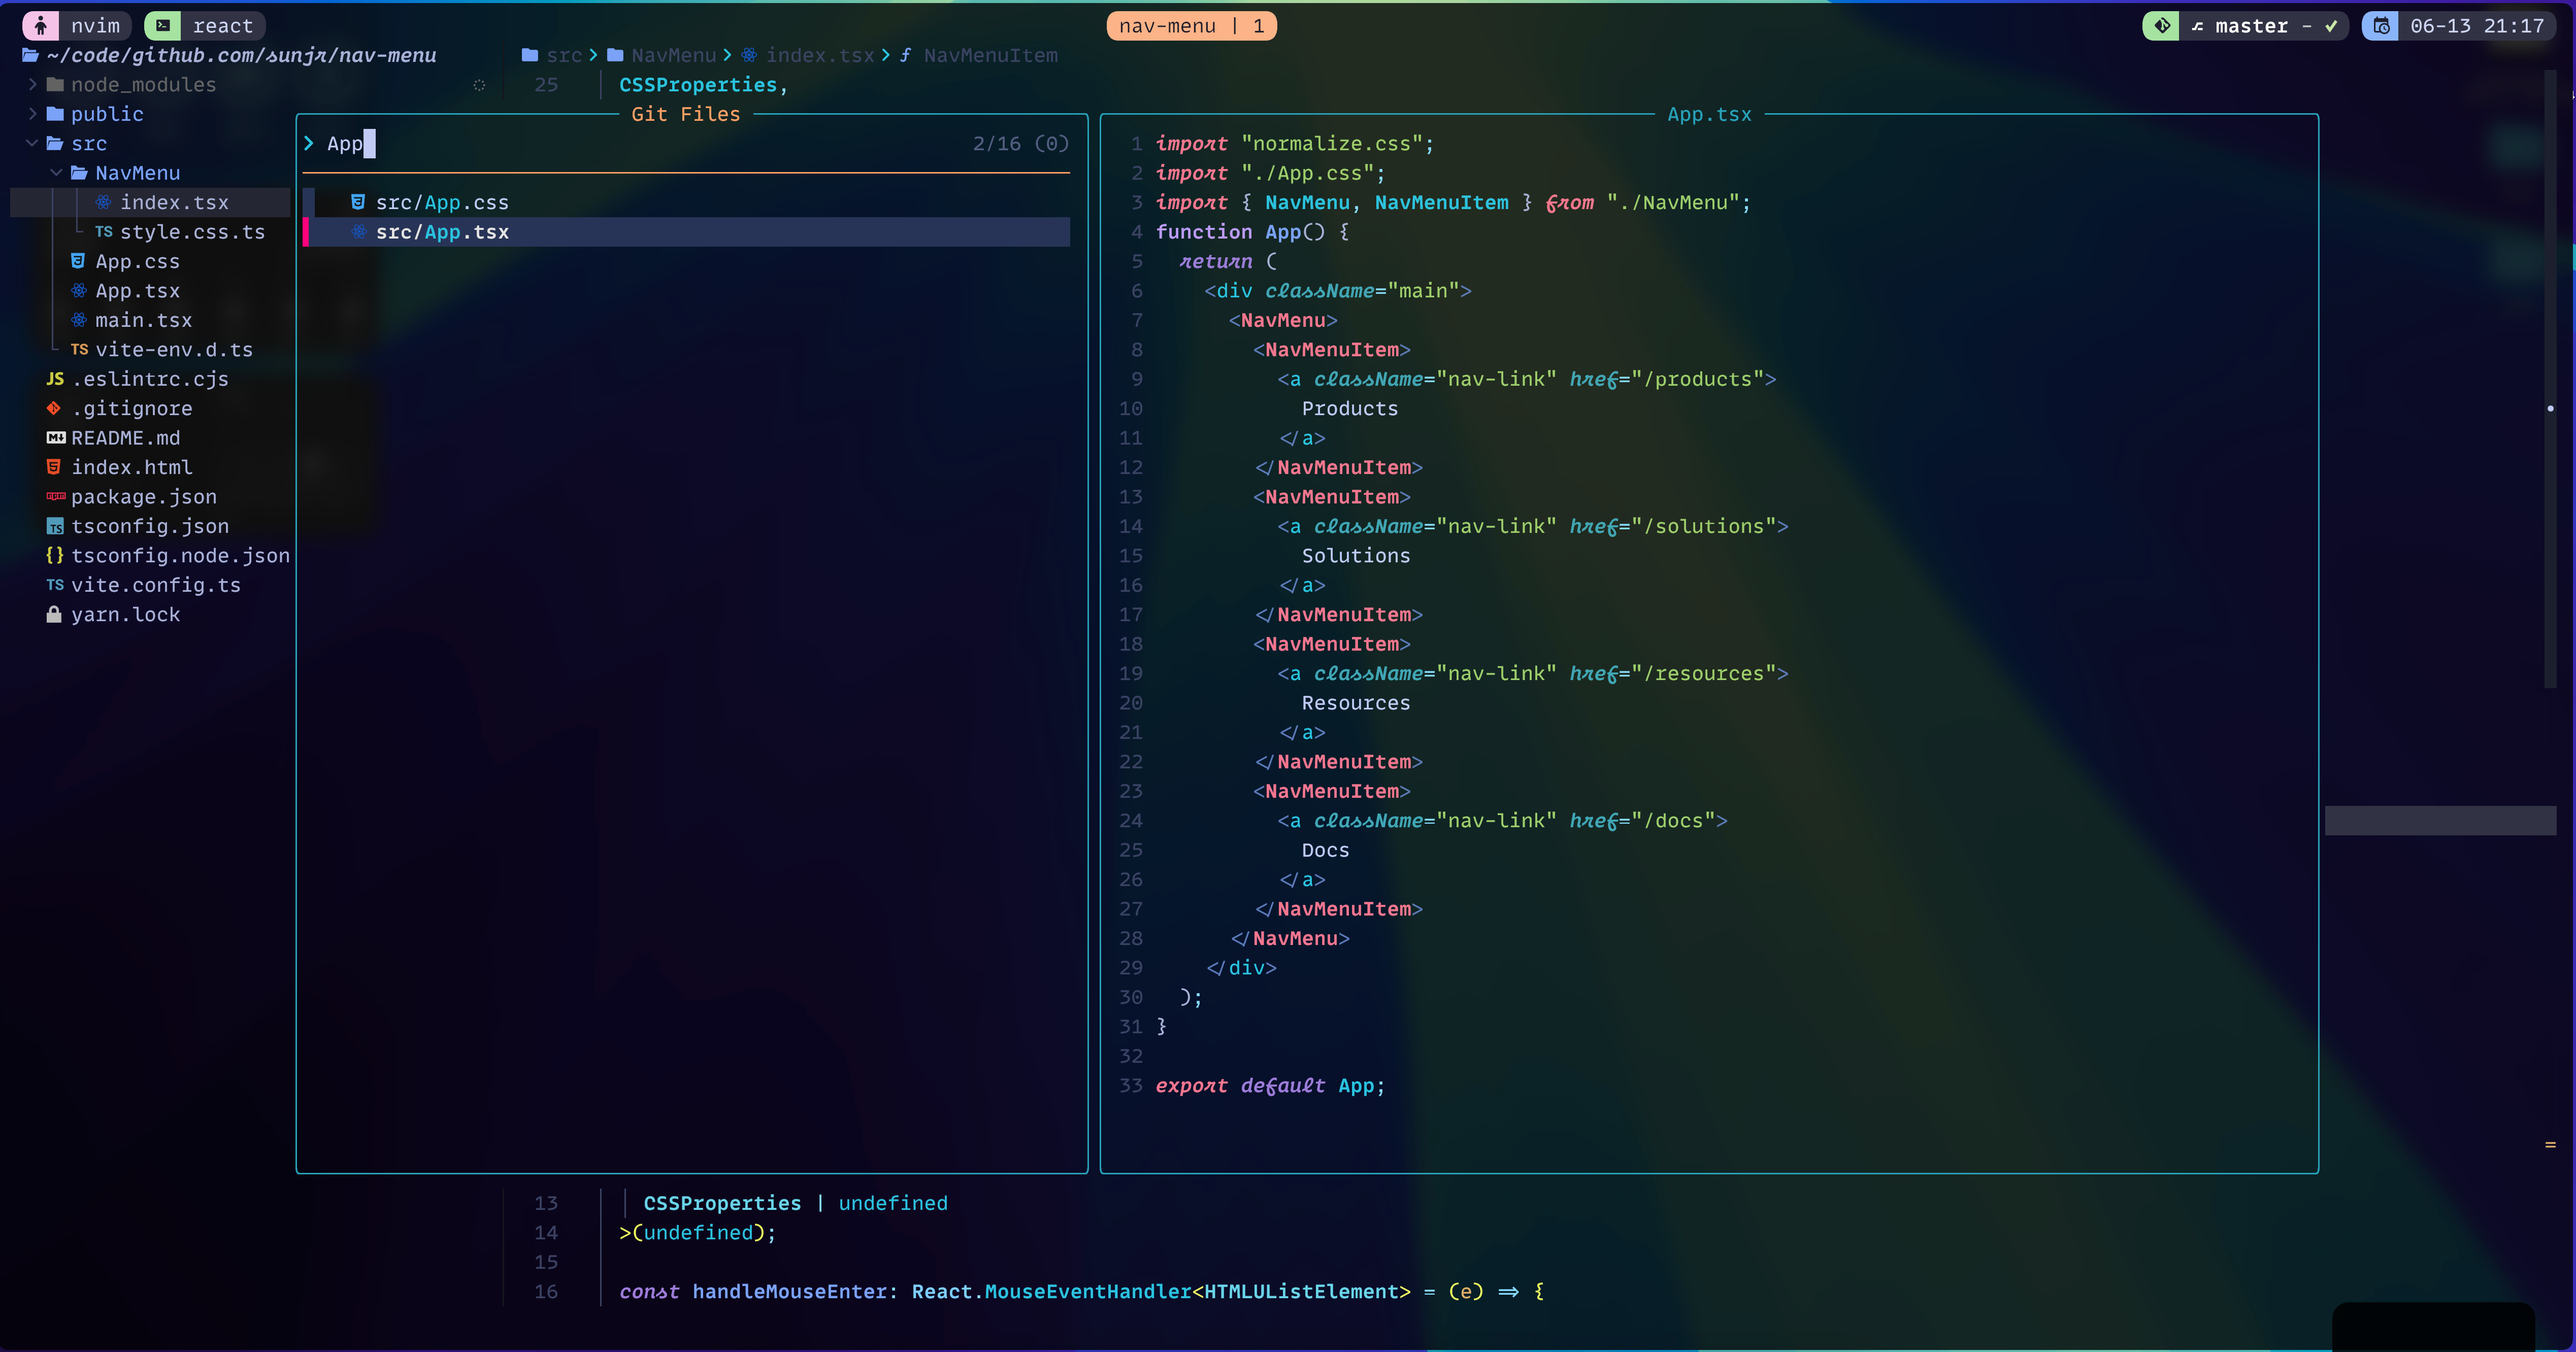 nvim react nav-menu | 1 master - ✓ 06-13 21:17
~/code/github.com/sunjr/nav-menu
node_modules
public
src
NavMenu
index.tsx
TS style.css.ts
App.css
App.tsx
main.tsx
TS vite-env.d.ts
JS .eslintrc.cjs
.gitignore
M↓ README.md
index.html
package.json
TS tsconfig.json
{} tsconfig.node.json
TS vite.config.ts
yarn.lock
src > NavMenu > index.tsx > f NavMenuItem
25 CSSProperties,
Git Files
> App 2/16 (0)
src/App.css
src/App.tsx
App.tsx
1 import "normalize.css";
2 import "./App.css";
3 import { NavMenu, NavMenuItem } from "./NavMenu";
4 function App() {
5 return (
6 <div className="main">
7 <NavMenu>
8 <NavMenuItem>
9 <a className="nav-link" href="/products">
10 Products
11 </a>
12 </NavMenuItem>
13 <NavMenuItem>
14 <a className="nav-link" href="/solutions">
15 Solutions
16 </a>
17 </NavMenuItem>
18 <NavMenuItem>
19 <a className="nav-link" href="/resources">
20 Resources
21 </a>
22 </NavMenuItem>
23 <NavMenuItem>
24 <a className="nav-link" href="/docs">
25 Docs
26 </a>
27 </NavMenuItem>
28 </NavMenu>
29 </div>
30 );
31 }
32
33 export default App;
13 CSSProperties | undefined
14 >(undefined);
15
16 const handleMouseEnter: React.MouseEventHandler<HTMLUListElement> = (e) => {